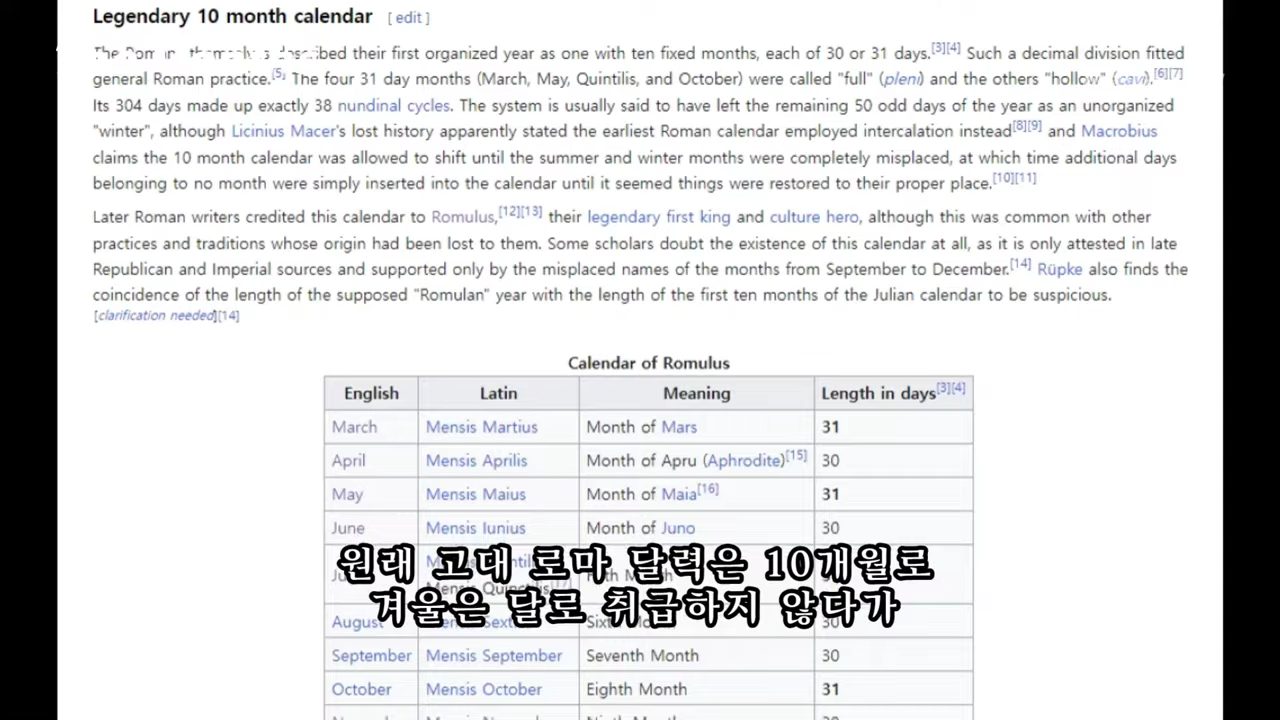 Legendary 10 month calendar [ edit ]
described their first organized year as one with ten fixed months, each of 30 or 31 days.[3][4] Such a decimal division fitted
general Roman practice.[5] The four 31 day months (March, May, Quintilis, and October) were called "full" (pleni) and the others "hollow" (cavi).[6][7]
Its 304 days made up exactly 38 nundinal cycles. The system is usually said to have left the remaining 50 odd days of the year as an unorganized
"winter", although Licinius Macer's lost history apparently stated the earliest Roman calendar employed intercalation instead[8][9] and Macrobius
claims the 10 month calendar was allowed to shift until the summer and winter months were completely misplaced, at which time additional days
belonging to no month were simply inserted into the calendar until it seemed things were restored to their proper place.[10][11]
Later Roman writers credited this calendar to Romulus,[12][13] their legendary first king and culture hero, although this was common with other
practices and traditions whose origin had been lost to them. Some scholars doubt the existence of this calendar at all, as it is only attested in late
Republican and Imperial sources and supported only by the misplaced names of the months from September to December.[14] Rüpke also finds the
coincidence of the length of the supposed "Romulan" year with the length of the first ten months of the Julian calendar to be suspicious.
[clarification needed][14]
Calendar of Romulus
English Latin Meaning Length in days[3][4]
March Mensis Martius Month of Mars 31
April Mensis Aprilis Month of Apru (Aphrodite)[15] 30
May Mensis Maius Month of Maia[16] 31
June Mensis Iunius Month of Juno 30
원래 고대 로마 달력은 10개월로
겨울은 달로 취급하지 않다가
August 30
September Mensis September Seventh Month 30
October Mensis October Eighth Month 31